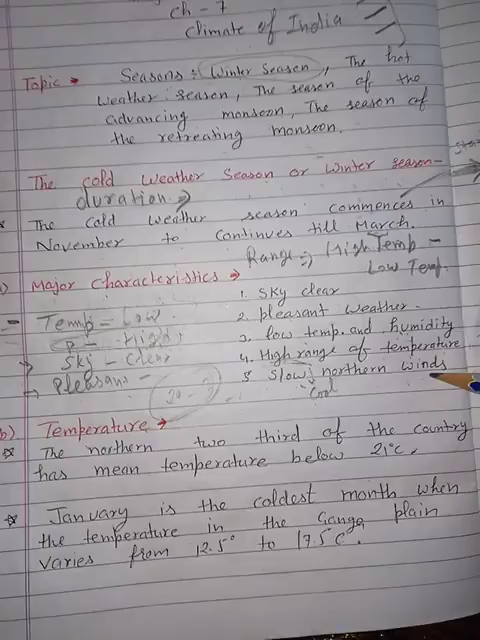 Ch - 7
Climate of India
Topic → Seasons : Winter Season, The hot
weather season, The season of the
advancing monsoon, The season of
the retreating monsoon.
The cold weather season or winter season-
duration →
The cold weather season commences in
November to continues till March.
Range :→ High Temp -
Low Temp.
a) Major Characteristics →
1. Sky clear
2. pleasant weather.
3. low temp. and humidity
4. High range of temperature
5. Slow northern winds
Cool
- Temp - Low.
P - High
Sky - Clear
Pleasant -
b) Temperature →
The northern two third of the country
has mean temperature below 21°C.
January is the coldest month when
the temperature in the Ganga plain
varies from 12.5° to 17.5C°.